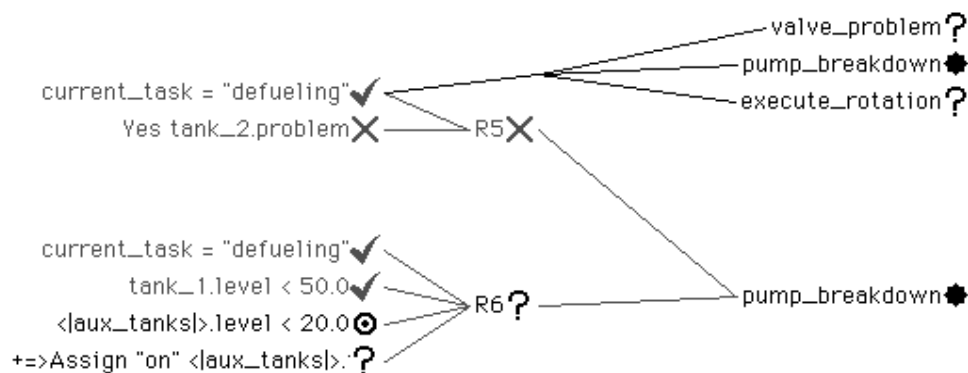 valve_problem ?
pump_breakdown
current_task = "defueling"
execute_rotation ?
Yes tank_2.problem
R5
current_task = "defueling"
tank_1.level < 50.0
R6 ?
pump_breakdown
<|aux_tanks|>.level < 20.0
+=>Assign "on" <|aux_tanks|>. ?